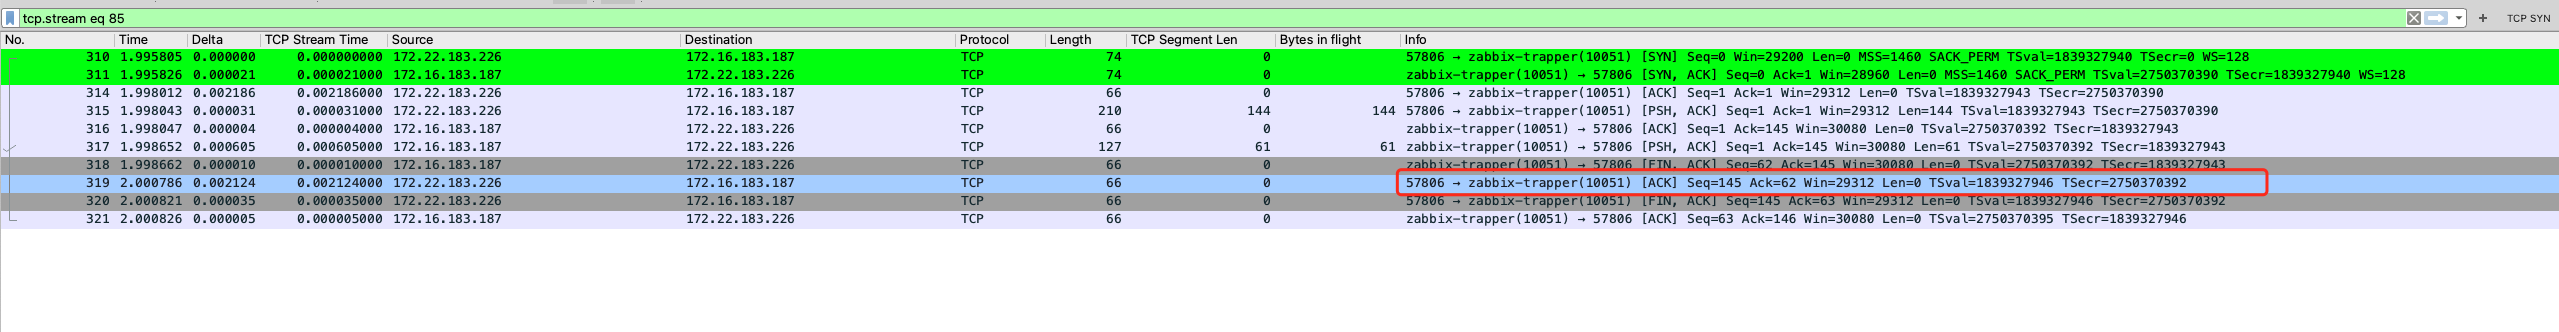 tcp.stream eq 85 + TCP SYN
No. Time Delta TCP Stream Time Source Destination Protocol Length TCP Segment Len Bytes in flight Info
310 1.995805 0.000000 0.000000000 172.22.183.226 172.16.183.187 TCP 74 0 57806 → zabbix-trapper(10051) [SYN] Seq=0 Win=29200 Len=0 MSS=1460 SACK_PERM TSval=1839327940 TSecr=0 WS=128
311 1.995826 0.000021 0.000021000 172.16.183.187 172.22.183.226 TCP 74 0 zabbix-trapper(10051) → 57806 [SYN, ACK] Seq=0 Ack=1 Win=28960 Len=0 MSS=1460 SACK_PERM TSval=2750370390 TSecr=1839327940 WS=128
314 1.998012 0.002186 0.002186000 172.22.183.226 172.16.183.187 TCP 66 0 57806 → zabbix-trapper(10051) [ACK] Seq=1 Ack=1 Win=29312 Len=0 TSval=1839327943 TSecr=2750370390
315 1.998043 0.000031 0.000031000 172.22.183.226 172.16.183.187 TCP 210 144 144 57806 → zabbix-trapper(10051) [PSH, ACK] Seq=1 Ack=1 Win=29312 Len=144 TSval=1839327943 TSecr=2750370390
316 1.998047 0.000004 0.000004000 172.16.183.187 172.22.183.226 TCP 66 0 zabbix-trapper(10051) → 57806 [ACK] Seq=1 Ack=145 Win=30080 Len=0 TSval=2750370392 TSecr=1839327943
317 1.998652 0.000605 0.000605000 172.16.183.187 172.22.183.226 TCP 127 61 61 zabbix-trapper(10051) → 57806 [PSH, ACK] Seq=1 Ack=145 Win=30080 Len=61 TSval=2750370392 TSecr=1839327943
318 1.998662 0.000010 0.000010000 172.16.183.187 172.22.183.226 TCP 66 0 zabbix-trapper(10051) → 57806 [FIN, ACK] Seq=62 Ack=145 Win=30080 Len=0 TSval=2750370392 TSecr=1839327943
319 2.000786 0.002124 0.002124000 172.22.183.226 172.16.183.187 TCP 66 0 57806 → zabbix-trapper(10051) [ACK] Seq=145 Ack=62 Win=29312 Len=0 TSval=1839327946 TSecr=2750370392
320 2.000821 0.000035 0.000035000 172.22.183.226 172.16.183.187 TCP 66 0 57806 → zabbix-trapper(10051) [FIN, ACK] Seq=145 Ack=63 Win=29312 Len=0 TSval=1839327946 TSecr=2750370392
321 2.000826 0.000005 0.000005000 172.16.183.187 172.22.183.226 TCP 66 0 zabbix-trapper(10051) → 57806 [ACK] Seq=63 Ack=146 Win=30080 Len=0 TSval=2750370395 TSecr=1839327946